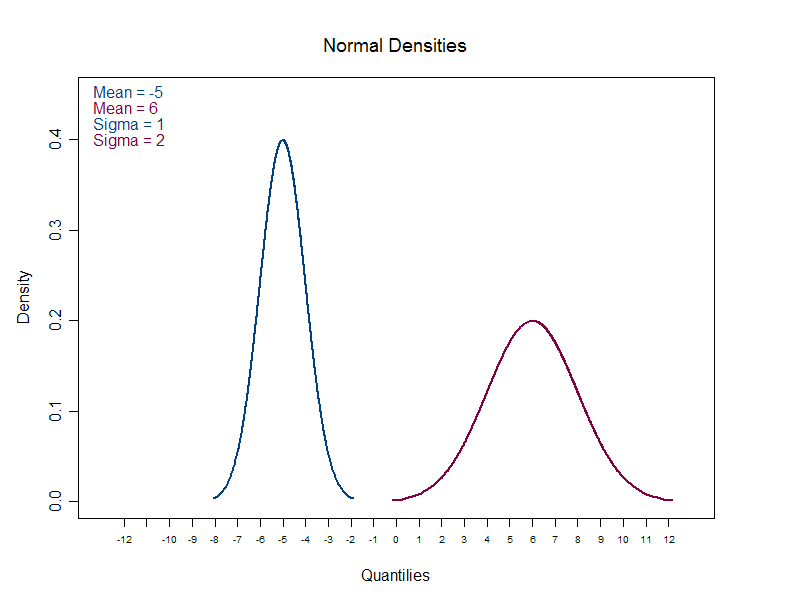 Normal Densities
Mean = -5
Mean = 6
Sigma = 1
Sigma = 2
0.4
0.3
0.2
0.1
0.0
Density
-12 -10 -9 -8 -7 -6 -5 -4 -3 -2 -1 0 1 2 3 4 5 6 7 8 9 10 11 12
Quantilies